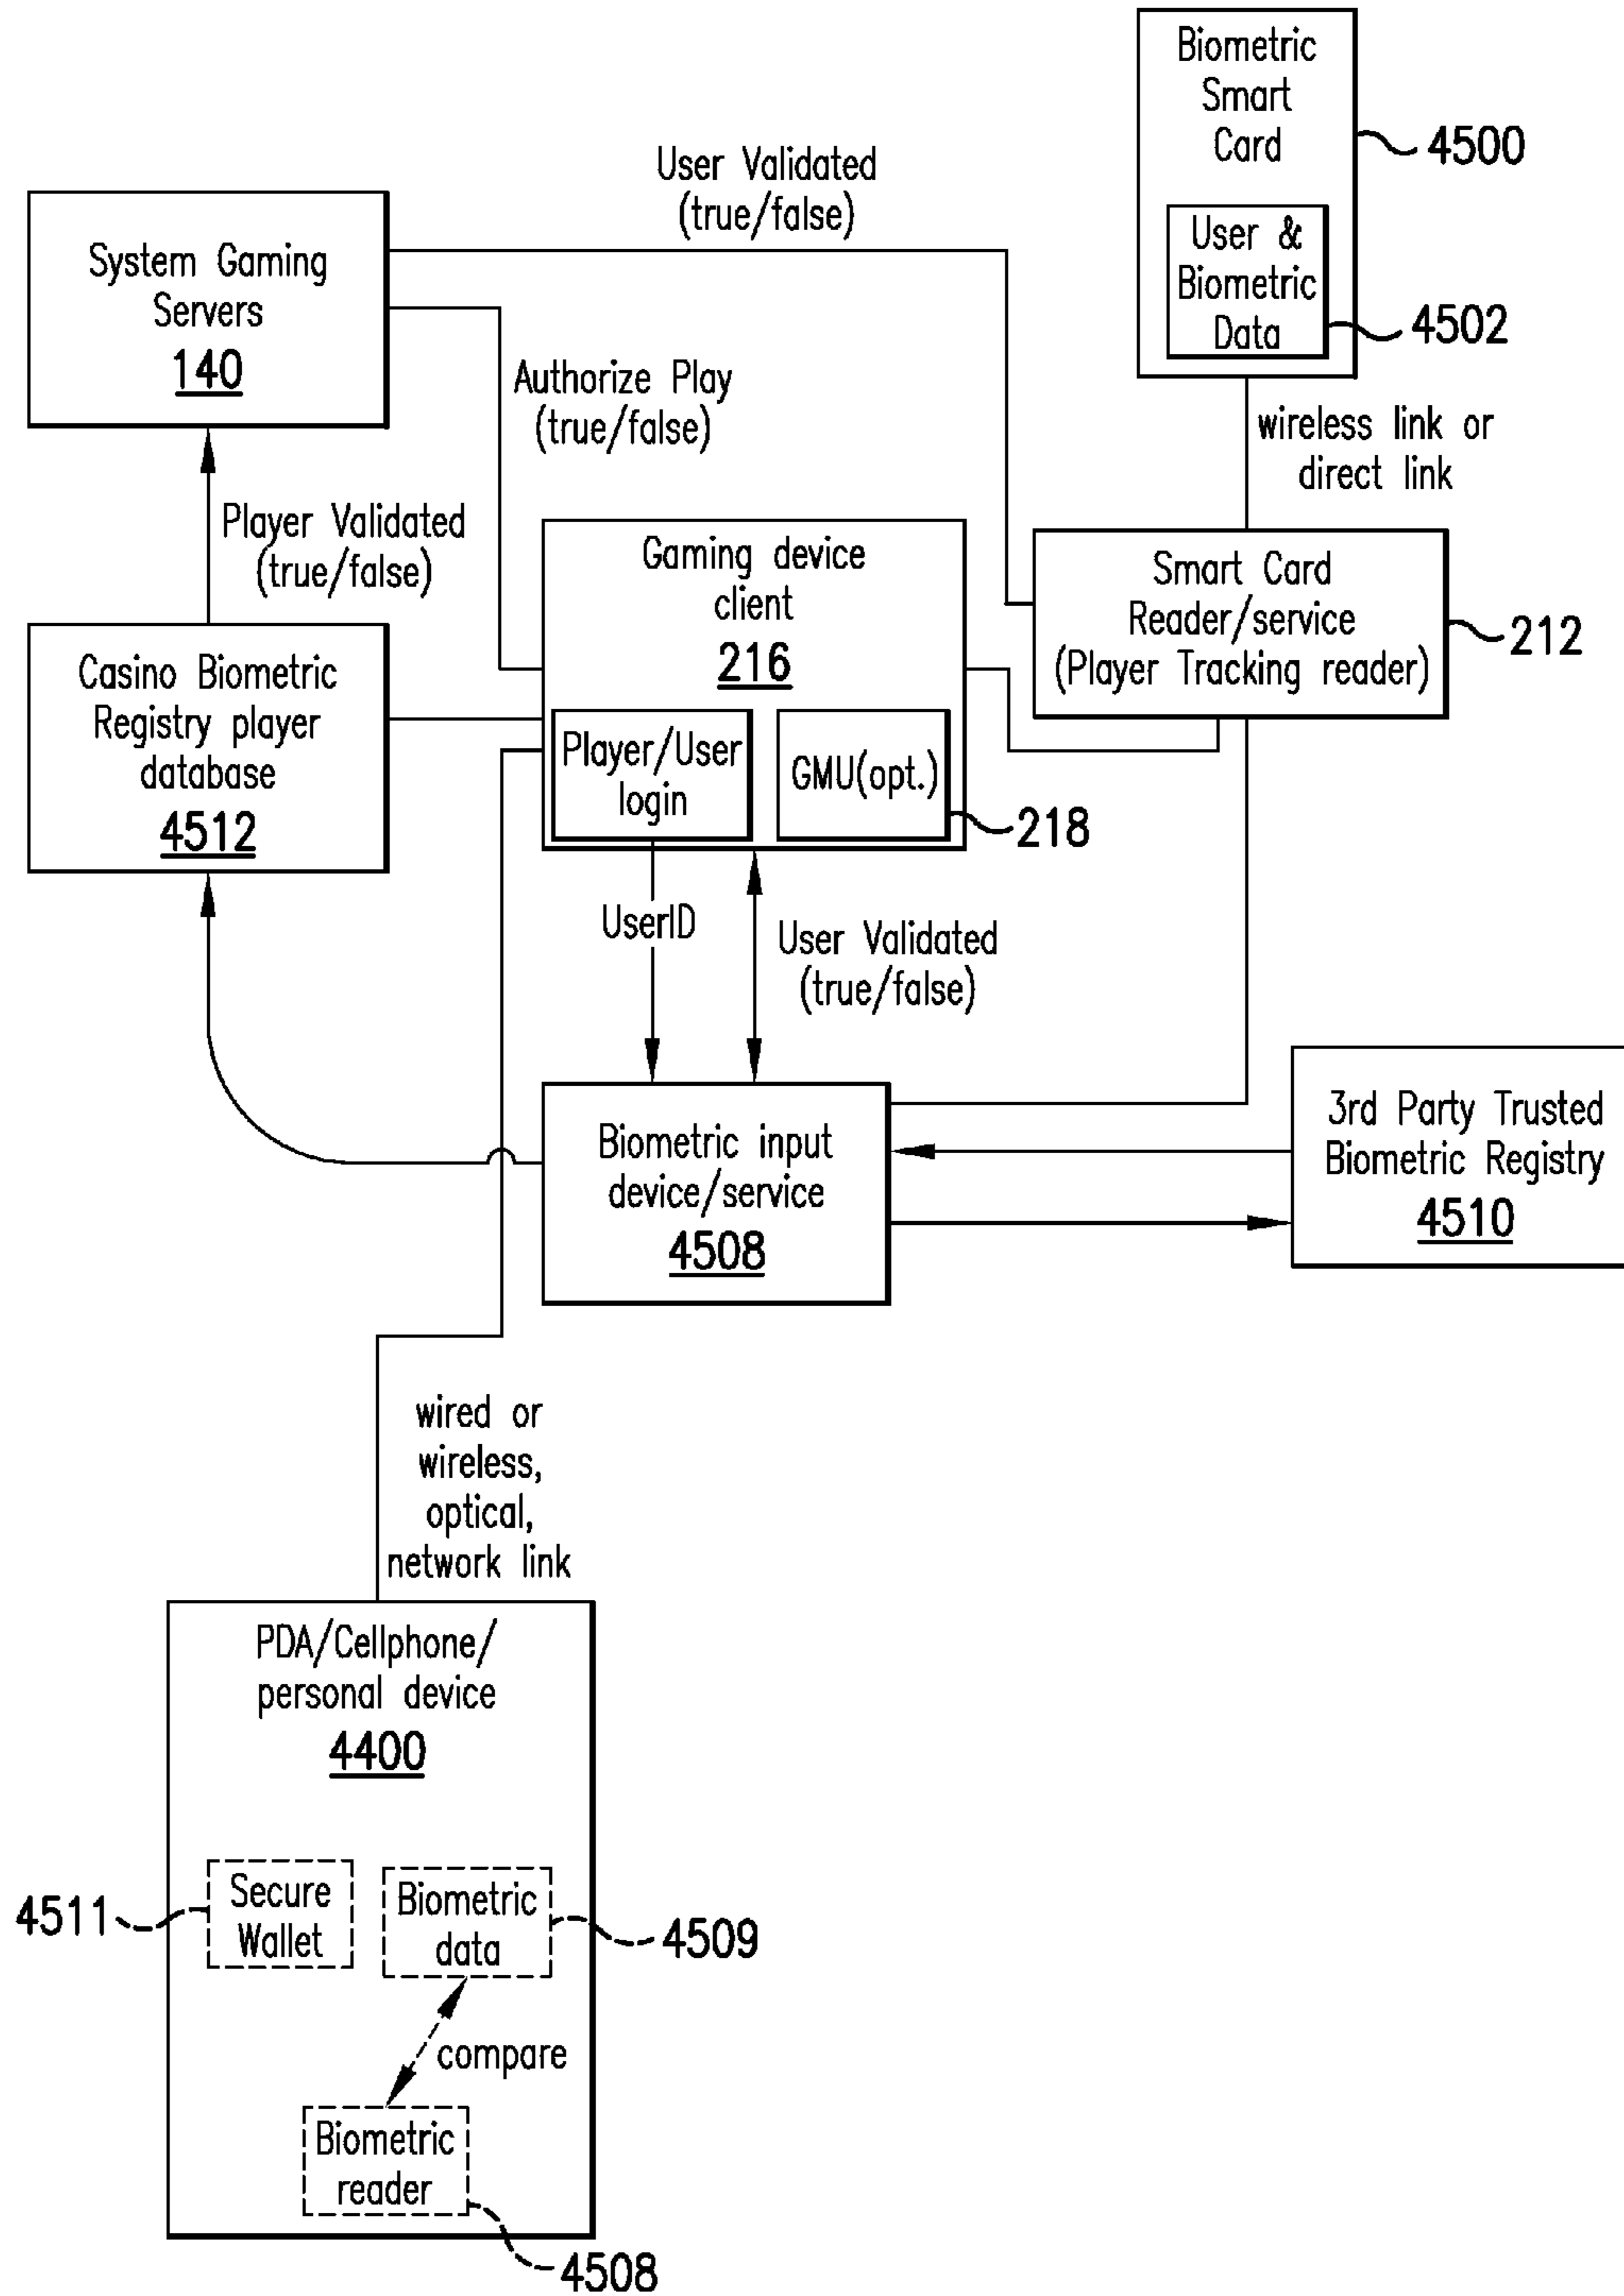 Biometric
Smart
Card
4500
User &
Biometric
Data
4502
User Validated
(true/false)
System Gaming
Servers
140
Authorize Play
(true/false)
wireless link or
direct link
Player Validated
(true/false)
Gaming device
client
216
Player/User
login
GMU(opt.)
218
Smart Card
Reader/service
(Player Tracking reader)
212
Casino Biometric
Registry player
database
4512
UserID
User Validated
(true/false)
Biometric input
device/service
4508
3rd Party Trusted
Biometric Registry
4510
wired or
wireless,
optical,
network link
PDA/Cellphone/
personal device
4400
Secure
Wallet
4511
Biometric
data
4509
compare
Biometric
reader
4508